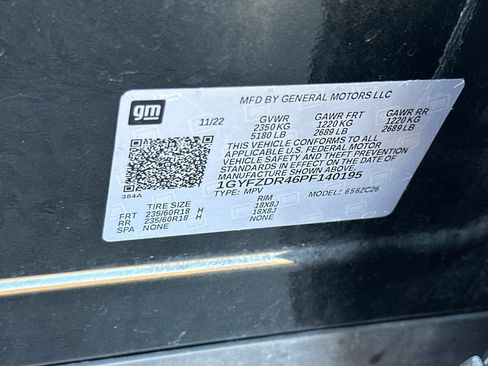 gm
MFD BY GENERAL MOTORS LLC
11/22 GVWR GAWR FRT GAWR RR
2350 KG 1220 KG 1220 KG
5180 LB 2689 LB 2689 LB
THIS VEHICLE CONFORMS TO ALL
APPLICABLE U.S. FEDERAL MOTOR
VEHICLE SAFETY AND THEFT PREVENTION
STANDARDS IN EFFECT ON THE DATE OF
MANUFACTURE SHOWN ABOVE.
1GYFZDR46PF140195
384A TYPE: MPV MODEL: 6S6ZC26
TIRE SIZE RIM
FRT 235/60R18 H 18X8J
RR 235/60R18 H 18X8J
SPA NONE NONE